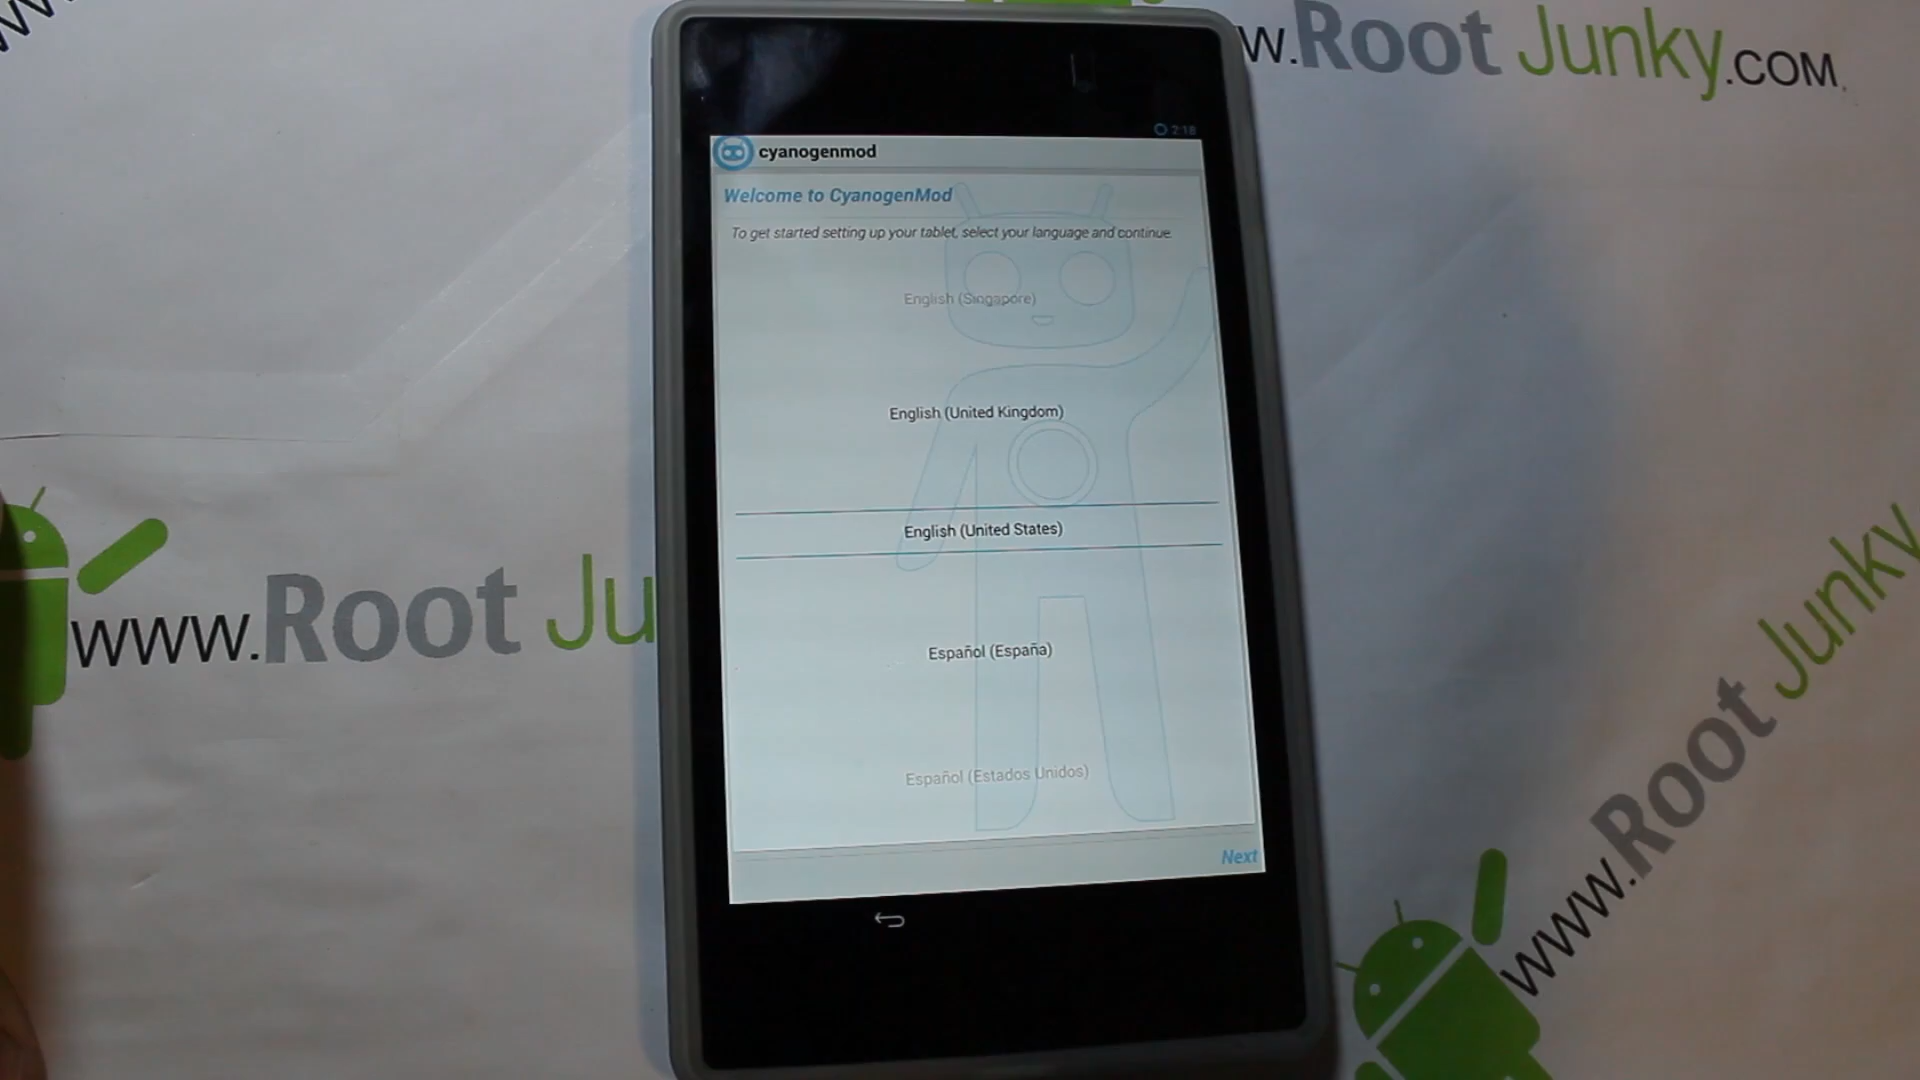 W.Root Junky.COM
2:18
cyanogenmod
Welcome to CyanogenMod
To get started setting up your tablet, select your language and continue.
English (Singapore)
English (United Kingdom)
English (United States)
Español (España)
Español (Estados Unidos)
Next
www.Root Ju
www.Root Junky